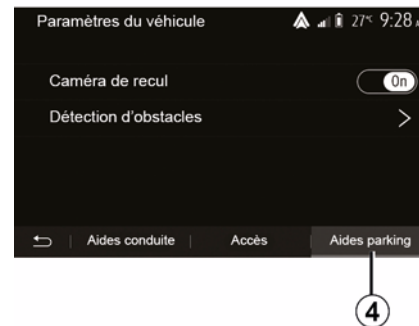 Paramètres du véhicule 27°C 9:28
Caméra de recul On
Détection d'obstacles >
Aides conduite | Accès | Aides parking
4